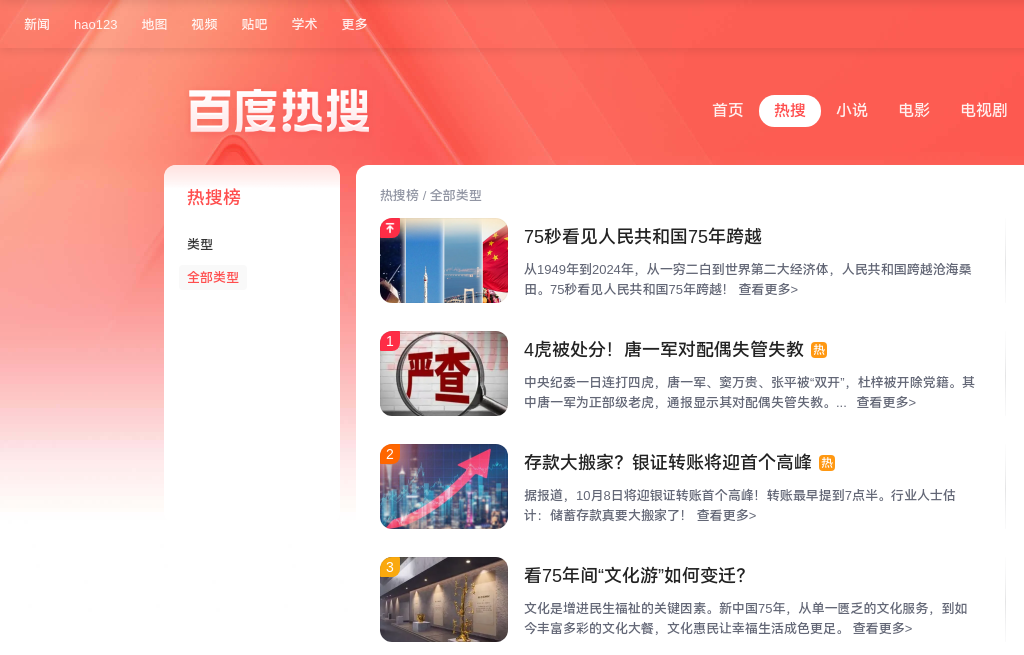 新闻 hao123 地图 视频 贴吧 学术 更多
百度热搜
首页 热搜 小说 电影 电视剧
热搜榜
类型
全部类型
热搜榜 / 全部类型
75秒看见人民共和国75年跨越
从1949年到2024年，从一穷二白到世界第二大经济体，人民共和国跨越沧海桑
田。75秒看见人民共和国75年跨越！ 查看更多>
1
严查
4虎被处分！唐一军对配偶失管失教 热
中央纪委一日连打四虎，唐一军、窦万贵、张平被“双开”，杜梓被开除党籍。其
中唐一军为正部级老虎，通报显示其对配偶失管失教。... 查看更多>
2
存款大搬家？银证转账将迎首个高峰 热
据报道，10月8日将迎银证转账首个高峰！转账最早提到7点半。行业人士估
计：储蓄存款真要大搬家了！ 查看更多>
3
看75年间“文化游”如何变迁？
文化是增进民生福祉的关键因素。新中国75年，从单一匮乏的文化服务，到如
今丰富多彩的文化大餐，文化惠民让幸福生活成色更足。 查看更多>